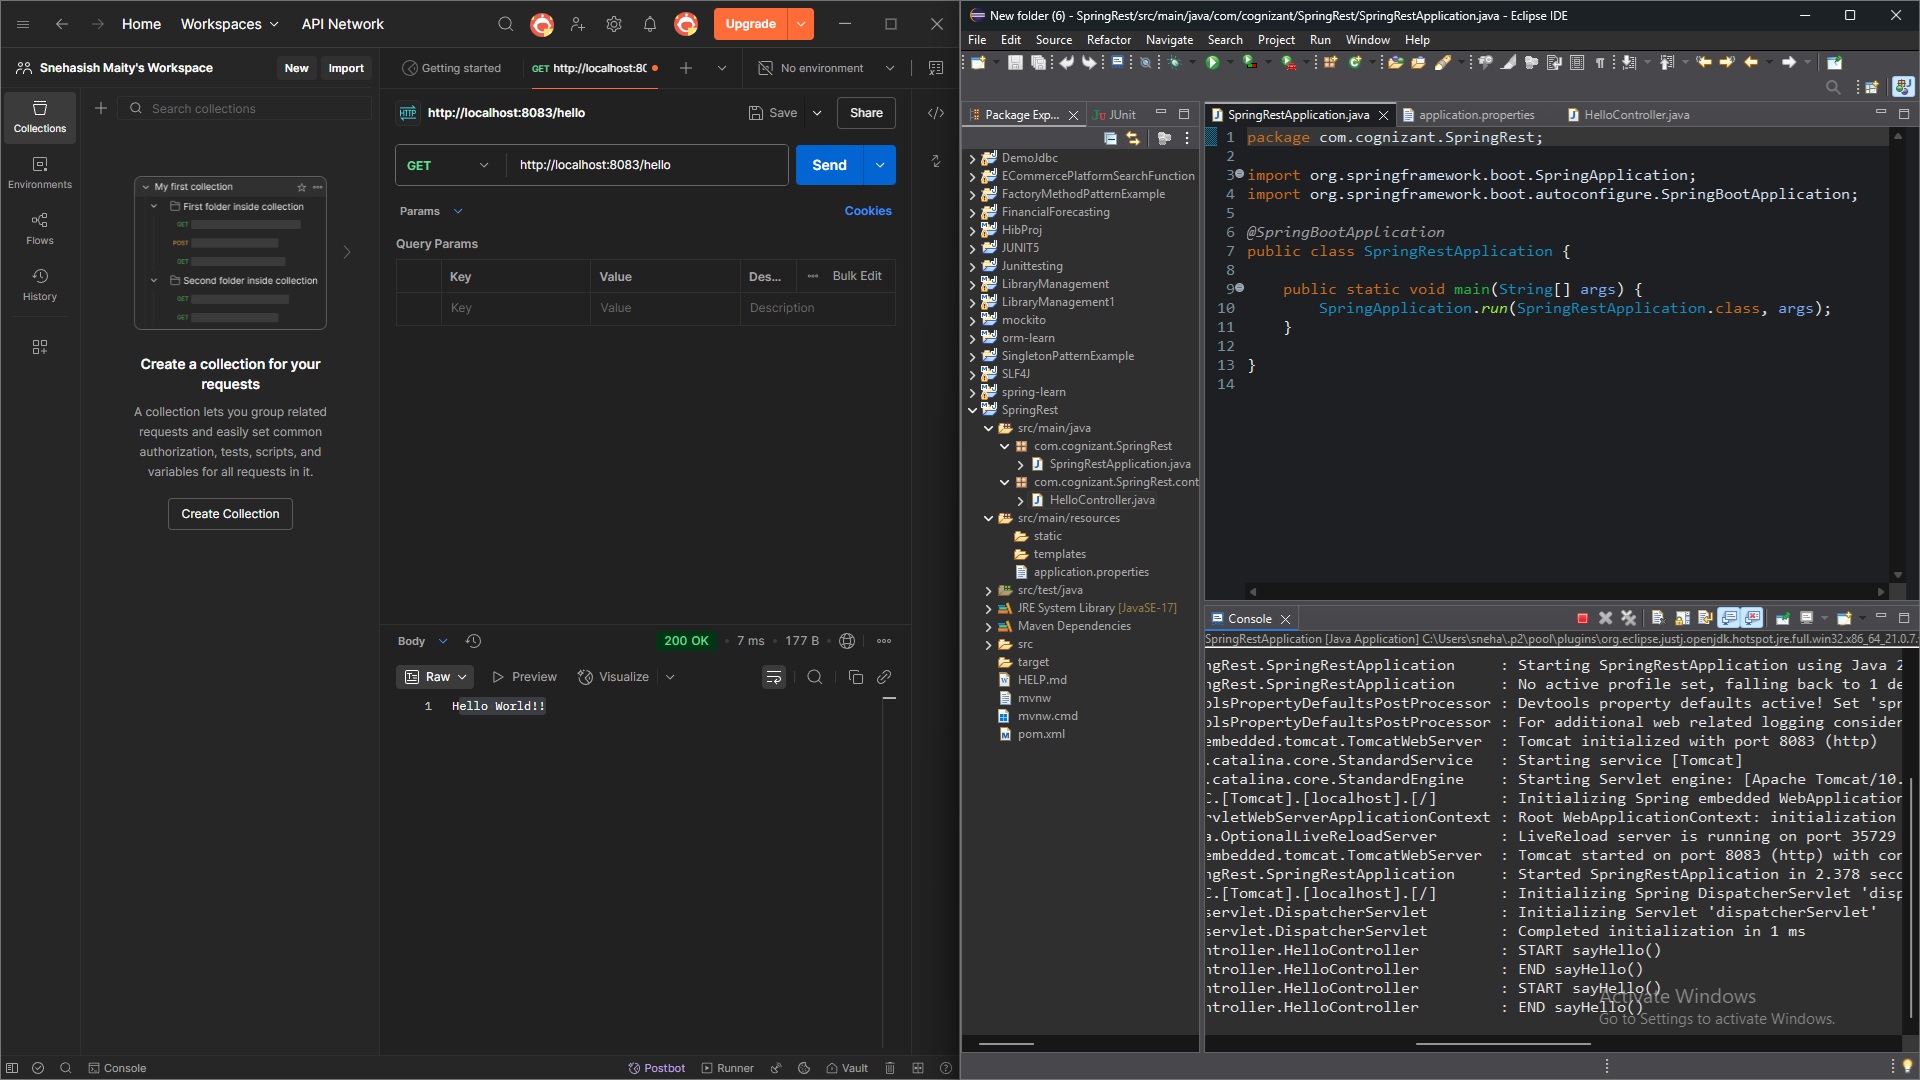 Home
Workspaces
API Network
Upgrade
Snehasish Maity's Workspace
New
Import
Getting started
GET http://localhost:80
No environment
Collections
Environments
Flows
History
Search collections
My first collection
First folder inside collection
GET
POST
GET
Second folder inside collection
GET
GET
Create a collection for your
requests
A collection lets you group related
requests and easily set common
authorization, tests, scripts, and
variables for all requests in it.
Create Collection
HTTP
http://localhost:8083/hello
Save
Share
GET
http://localhost:8083/hello
Send
Params
Cookies
Query Params
Key
Value
Des...
Bulk Edit
Key
Value
Description
Body
200 OK
7 ms
177 B
Raw
Preview
Visualize
1
Hello World!!
Console
Postbot
Runner
Vault
New folder (6) - SpringRest/src/main/java/com/cognizant/SpringRest/SpringRestApplication.java - Eclipse IDE
File Edit Source Refactor Navigate Search Project Run Window Help
Package Exp...
JUnit
DemoJdbc
ECommercePlatformSearchFunction
FactoryMethodPatternExample
FinancialForecasting
HibProj
JUNIT5
Junittesting
LibraryManagement
LibraryManagement1
mockito
orm-learn
SingletonPatternExample
SLF4J
spring-learn
SpringRest
src/main/java
com.cognizant.SpringRest
SpringRestApplication.java
com.cognizant.SpringRest.cont
HelloController.java
src/main/resources
static
templates
application.properties
src/test/java
JRE System Library [JavaSE-17]
Maven Dependencies
src
target
HELP.md
mvnw
mvnw.cmd
pom.xml
SpringRestApplication.java
application.properties
HelloController.java
1 package com.cognizant.SpringRest;
2
3 import org.springframework.boot.SpringApplication;
4 import org.springframework.boot.autoconfigure.SpringBootApplication;
5
6 @SpringBootApplication
7 public class SpringRestApplication {
8
9 public static void main(String[] args) {
10 SpringApplication.run(SpringRestApplication.class, args);
11 }
12
13 }
14
Console
SpringRestApplication [Java Application] C:\Users\sneha\.p2\pool\plugins\org.eclipse.justj.openjdk.hotspot.jre.full.win32.x86_64_21.0.7.
ngRest.SpringRestApplication : Starting SpringRestApplication using Java 2
ngRest.SpringRestApplication : No active profile set, falling back to 1 de
olsPropertyDefaultsPostProcessor : Devtools property defaults active! Set 'spr
olsPropertyDefaultsPostProcessor : For additional web related logging consider
embedded.tomcat.TomcatWebServer : Tomcat initialized with port 8083 (http)
.catalina.core.StandardService : Starting service [Tomcat]
.catalina.core.StandardEngine : Starting Servlet engine: [Apache Tomcat/10.
C.[Tomcat].[localhost].[/] : Initializing Spring embedded WebApplication
rvletWebServerApplicationContext : Root WebApplicationContext: initialization
a.OptionalLiveReloadServer : LiveReload server is running on port 35729
embedded.tomcat.TomcatWebServer : Tomcat started on port 8083 (http) with con
ngRest.SpringRestApplication : Started SpringRestApplication in 2.378 seco
C.[Tomcat].[localhost].[/] : Initializing Spring DispatcherServlet 'disp
servlet.DispatcherServlet : Initializing Servlet 'dispatcherServlet'
servlet.DispatcherServlet : Completed initialization in 1 ms
ntroller.HelloController : START sayHello()
ntroller.HelloController : END sayHello()
ntroller.HelloController : START sayHello()
ntroller.HelloController : END sayHello()
Activate Windows
Go to Settings to activate Windows.